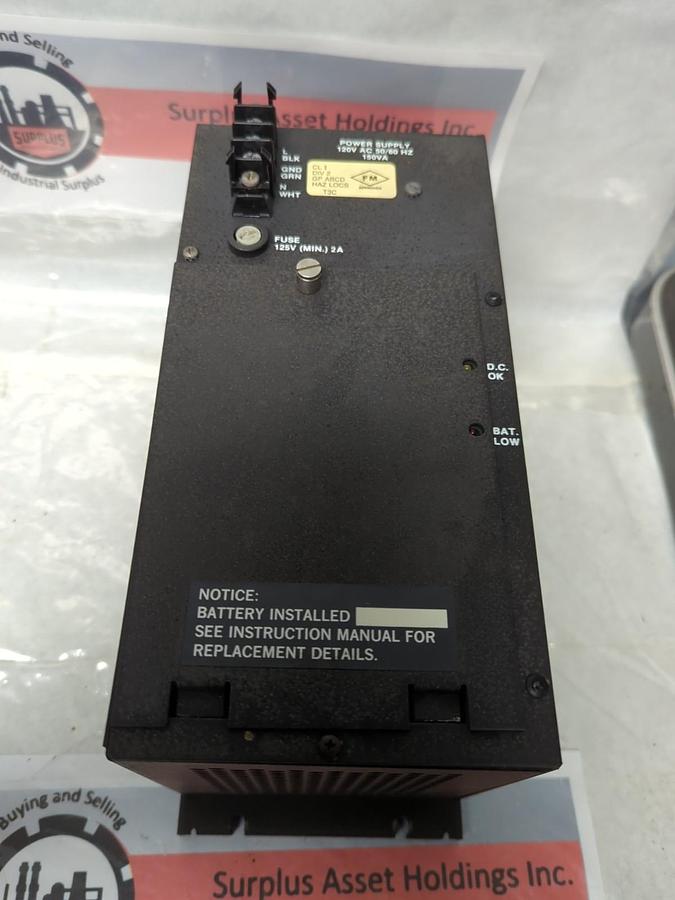 nd Selling
SURPLUS
Industrial Surplus
Surplus Asset Holdings Inc.
POWER SUPPLY
120V AC 50/60 HZ
150VA
L
BLK
GND
GRN
N
WHT
CL I
DIV 2
GP ABCD
HAZ LOCS
T3C
FM
APPROVED
FUSE
125V (MIN.) 2A
D.C.
OK
BAT.
LOW
NOTICE:
BATTERY INSTALLED
SEE INSTRUCTION MANUAL FOR
REPLACEMENT DETAILS.
Buying and Selling
Surplus Asset Holdings Inc.